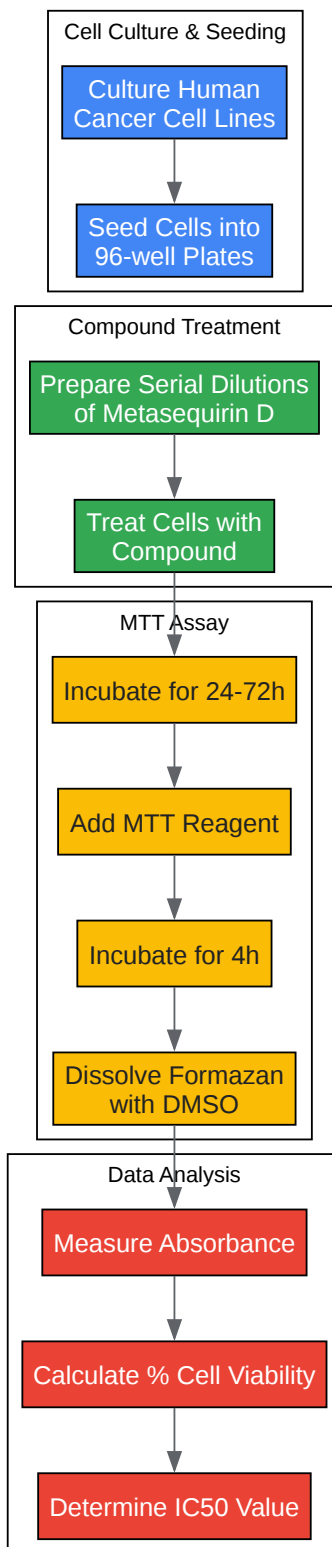 Cell Culture & Seeding
Culture Human
Cancer Cell Lines
Seed Cells into
96-well Plates
Compound Treatment
Prepare Serial Dilutions
of Metasequirin D
Treat Cells with
Compound
MTT Assay
Incubate for 24-72h
Add MTT Reagent
Incubate for 4h
Dissolve Formazan
with DMSO
Data Analysis
Measure Absorbance
Calculate % Cell Viability
Determine IC50 Value